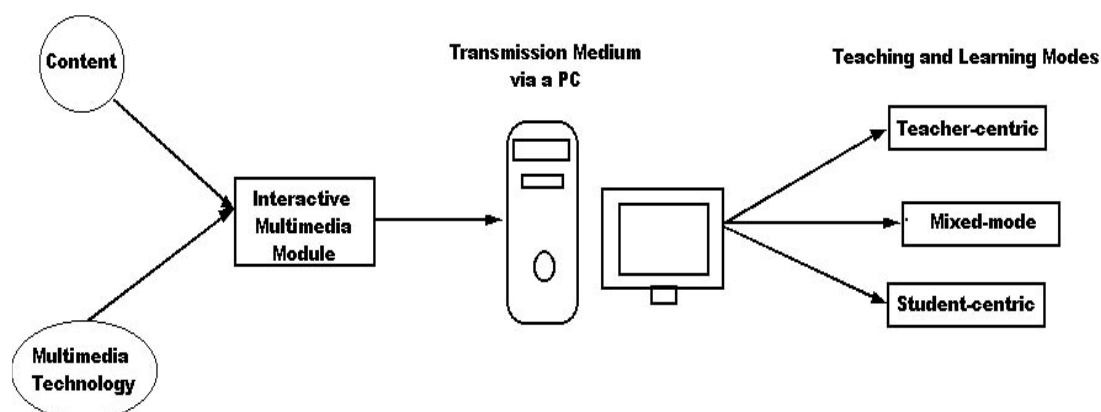 Content
Multimedia
Technology
Interactive
Multimedia
Module
Transmission Medium
via a PC
Teaching and Learning Modes
Teacher-centric
Mixed-mode
Student-centric